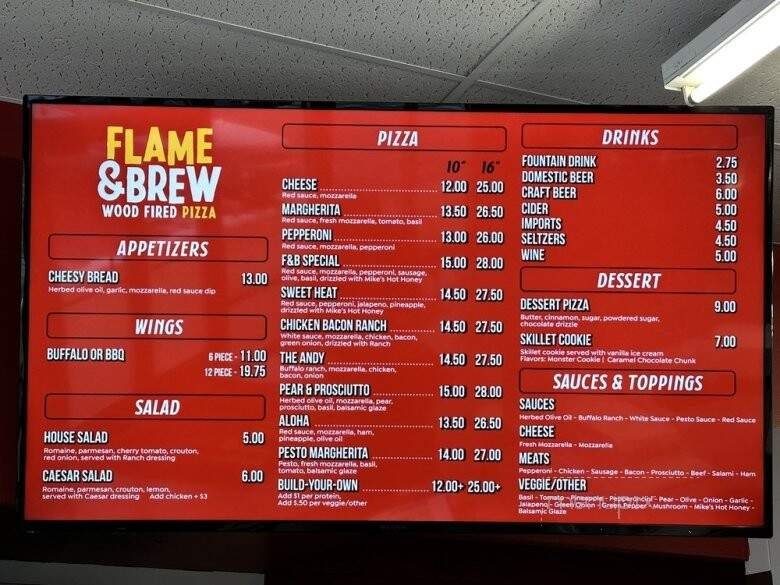 FLAME
&BREW
WOOD FIRED PIZZA
APPETIZERS
CHEESY BREAD 13.00
Herbed olive oil, garlic, mozzarella, red sauce dip
WINGS
BUFFALO OR BBQ 6 PIECE - 11.00
12 PIECE - 19.75
SALAD
HOUSE SALAD 5.00
Romaine, parmesan, cherry tomato, crouton,
red onion, served with Ranch dressing
CAESAR SALAD 6.00
Romaine, parmesan, crouton, lemon,
served with Caesar dressing Add chicken + $3
PIZZA
10" 16"
CHEESE 12.00 25.00
Red sauce, mozzarella
MARGHERITA 13.50 26.50
Red sauce, fresh mozzarella, tomato, basil
PEPPERONI 13.00 26.00
Red sauce, mozzarella, pepperoni
F&B SPECIAL 15.00 28.00
Red sauce, mozzarella, pepperoni, sausage,
olive, basil, drizzled with Mike's Hot Honey
SWEET HEAT 14.50 27.50
Red sauce, pepperoni, jalapeno, pineapple,
drizzled with Mike's Hot Honey
CHICKEN BACON RANCH 14.50 27.50
White sauce, mozzarella, chicken, bacon,
green onion, drizzled with Ranch
THE ANDY 14.50 27.50
Buffalo ranch, mozzarella, chicken,
bacon, onion
PEAR & PROSCIUTTO 15.00 28.00
Herbed olive oil, mozzarella, pear,
prosciutto, basil, balsamic glaze
ALOHA 13.50 26.50
Red sauce, mozzarella, ham,
pineapple, olive oil
PESTO MARGHERITA 14.00 27.00
Pesto, fresh mozzarella, basil,
tomato, balsamic glaze
BUILD-YOUR-OWN 12.00+ 25.00+
Add $1 per protein,
Add $.50 per veggie/other
DRINKS
FOUNTAIN DRINK 2.75
DOMESTIC BEER 3.50
CRAFT BEER 6.00
CIDER 5.00
IMPORTS 4.50
SELTZERS 4.50
WINE 5.00
DESSERT
DESSERT PIZZA 9.00
Butter, cinnamon, sugar, powdered sugar,
chocolate drizzle
SKILLET COOKIE 7.00
Skillet cookie served with vanilla ice cream
Flavors: Monster Cookie | Caramel Chocolate Chunk
SAUCES & TOPPINGS
SAUCES
Herbed Olive Oil - Buffalo Ranch - White Sauce - Pesto Sauce - Red Sauce
CHEESE
Fresh Mozzarella - Mozzarella
MEATS
Pepperoni - Chicken - Sausage - Bacon - Prosciutto - Beef - Salami - Ham
VEGGIE/OTHER
Basil - Tomato - Pineapple - Pepperoncini - Pear - Olive - Onion - Garlic -
Jalapeno - Green Onion - Green Pepper - Mushroom - Mike's Hot Honey -
Balsamic Glaze